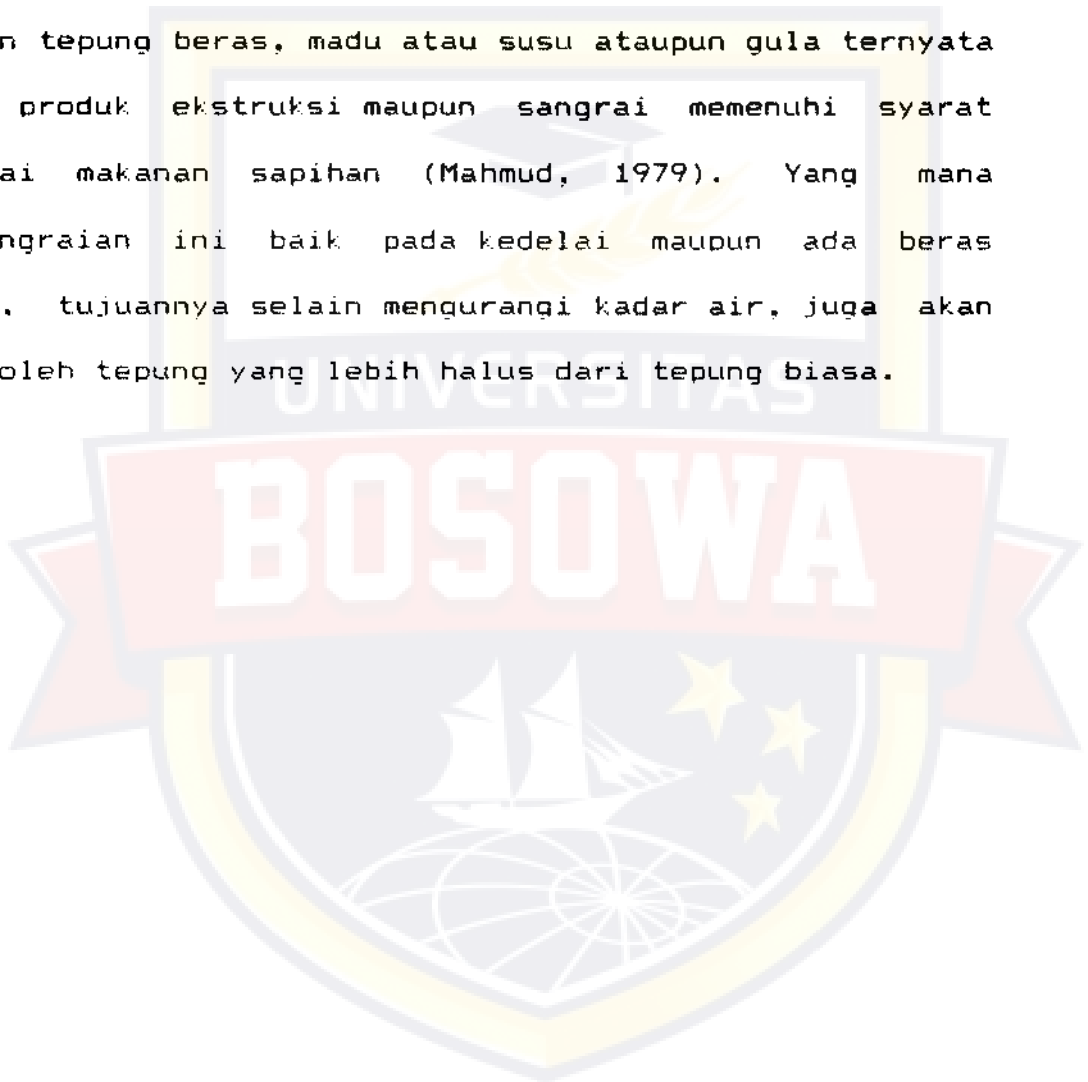 n tepung beras, madu atau susu ataupun gula ternyata
produk ekstruksi maupun sangrai memenuhi syarat
ai makanan sapihan (Mahmud, 1979). Yang mana
ngraian ini baik pada kedelai maupun ada beras
, tujuannya selain mengurangi kadar air, juga akan
oleh tepung yang lebih halus dari tepung biasa.
UNIVERSITAS
BOSOWA